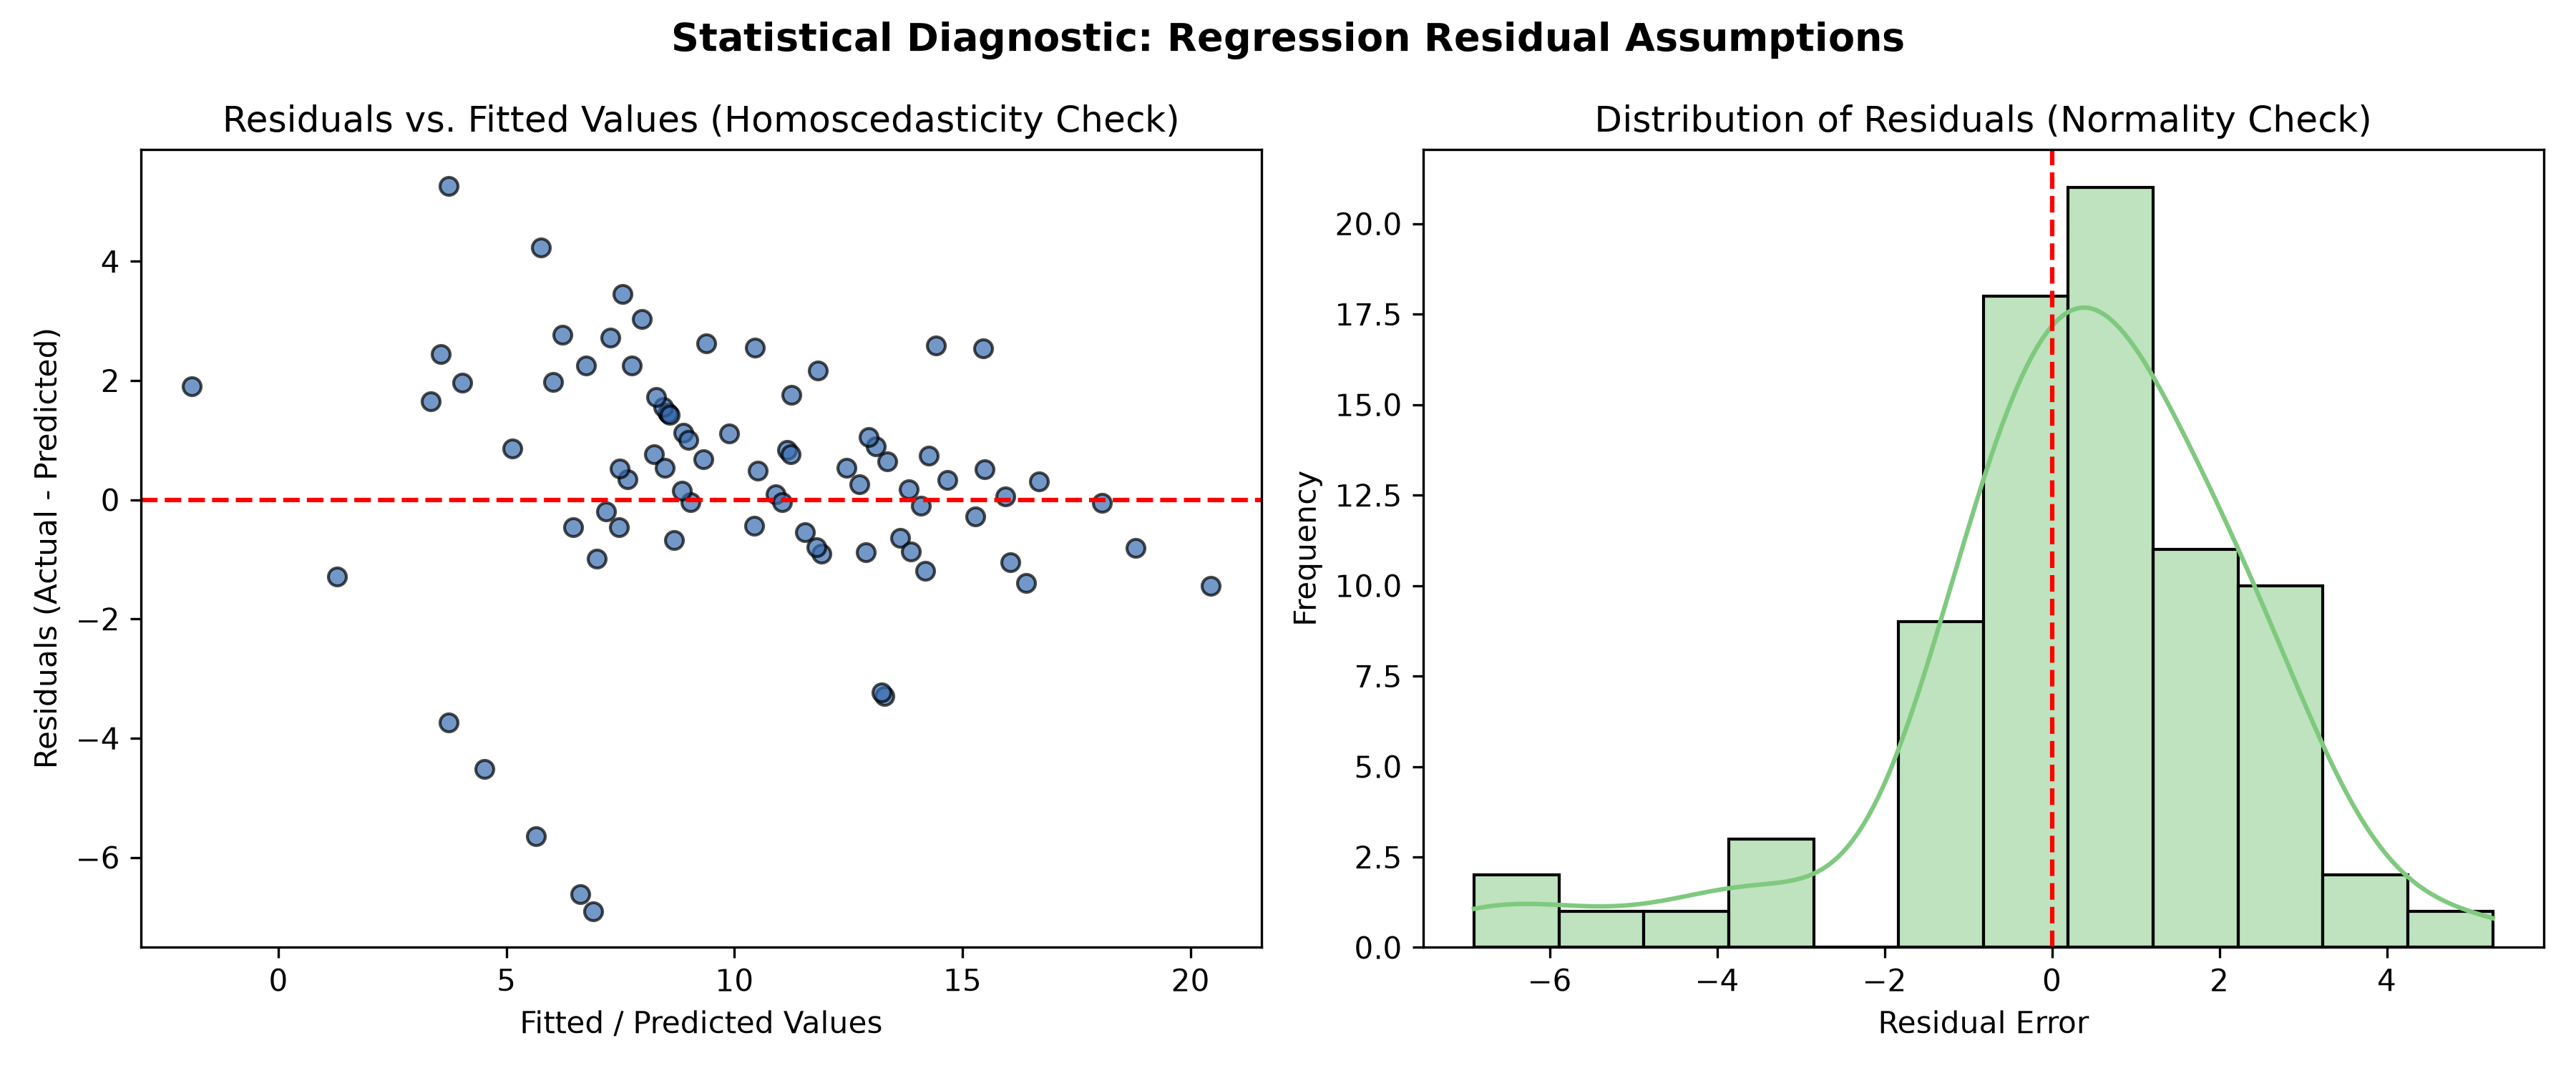 Statistical Diagnostic: Regression Residual Assumptions
Residuals vs. Fitted Values (Homoscedasticity Check)
Residuals (Actual - Predicted)
4
2
0
−2
−4
−6
0 5 10 15 20
Fitted / Predicted Values
Distribution of Residuals (Normality Check)
Frequency
20.0
17.5
15.0
12.5
10.0
7.5
5.0
2.5
0.0
−6 −4 −2 0 2 4
Residual Error